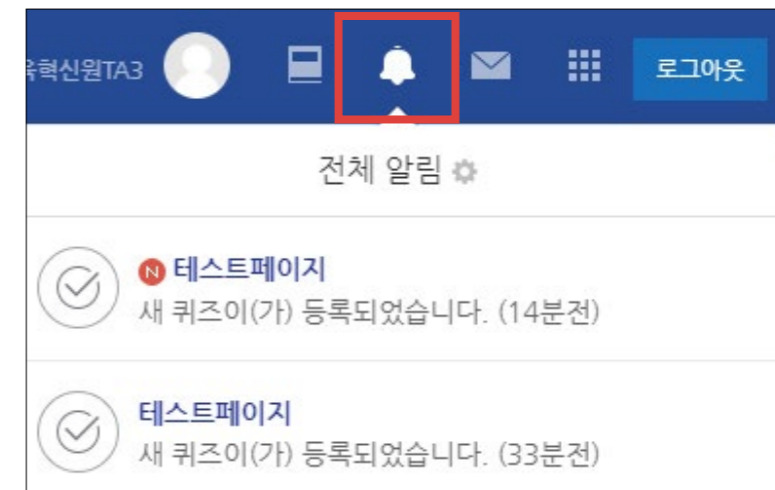 육혁신원TA3 로그아웃
전체 알림
N 테스트페이지
새 퀴즈이(가) 등록되었습니다. (14분전)
테스트페이지
새 퀴즈이(가) 등록되었습니다. (33분전)